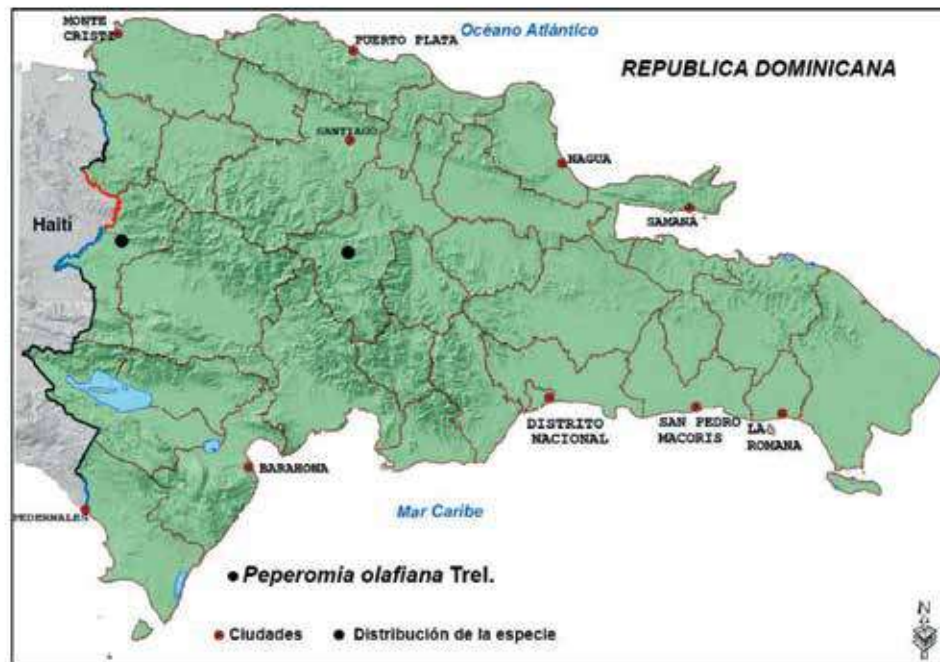 MONTE
CRISTI
PUERTO PLATA
Océano Atlántico
REPUBLICA DOMINICANA
SANTIAGO
NAGUA
SAMANA
Haití
DISTRITO
NACIONAL
SAN PEDRO
MACORIS
LA
ROMANA
BARAHONA
PEDERNALES
Mar Caribe
Peperomia olafiana Trel.
Ciudades
Distribución de la especie
N